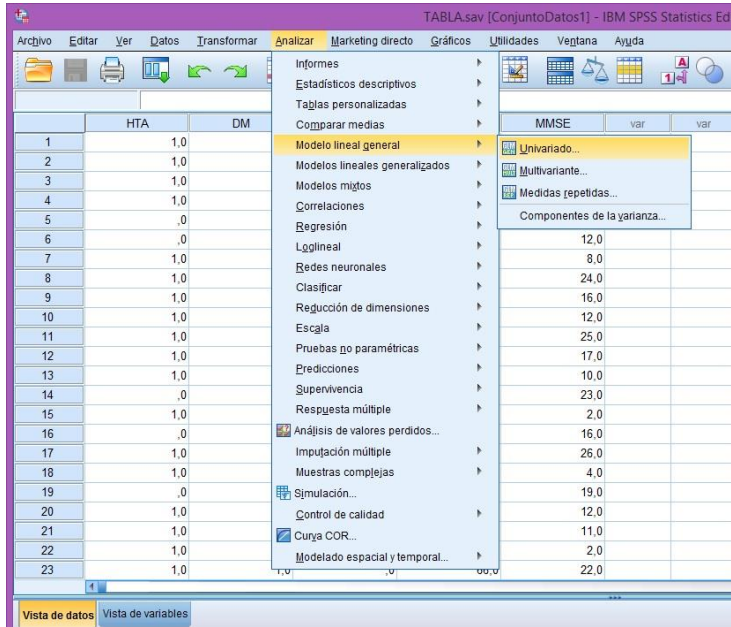 TABLA.sav [ConjuntoDatos1] - IBM SPSS Statistics Ed
Archivo Editar Ver Datos Transformar Analizar Marketing directo Gráficos Utilidades Ventana Ayuda
Informes
Estadísticos descriptivos
Tablas personalizadas
Comparar medias
Modelo lineal general
Modelos lineales generalizados
Modelos mixtos
Correlaciones
Regresión
Loglineal
Redes neuronales
Clasificar
Reducción de dimensiones
Escala
Pruebas no paramétricas
Predicciones
Supervivencia
Respuesta múltiple
Análisis de valores perdidos...
Imputación múltiple
Muestras complejas
Simulación...
Control de calidad
Curva COR...
Modelado espacial y temporal...
Univariado...
Multivariante...
Medidas repetidas...
Componentes de la varianza...
HTA DM MMSE var var
1 1,0
2 1,0
3 1,0
4 1,0
5 ,0
6 ,0 12,0
7 1,0 8,0
8 1,0 24,0
9 1,0 16,0
10 1,0 12,0
11 1,0 25,0
12 1,0 17,0
13 1,0 10,0
14 ,0 23,0
15 1,0 2,0
16 ,0 16,0
17 1,0 26,0
18 1,0 4,0
19 ,0 19,0
20 1,0 12,0
21 1,0 11,0
22 1,0 2,0
23 1,0 1,0 ,0 66,0 22,0
Vista de datos Vista de variables